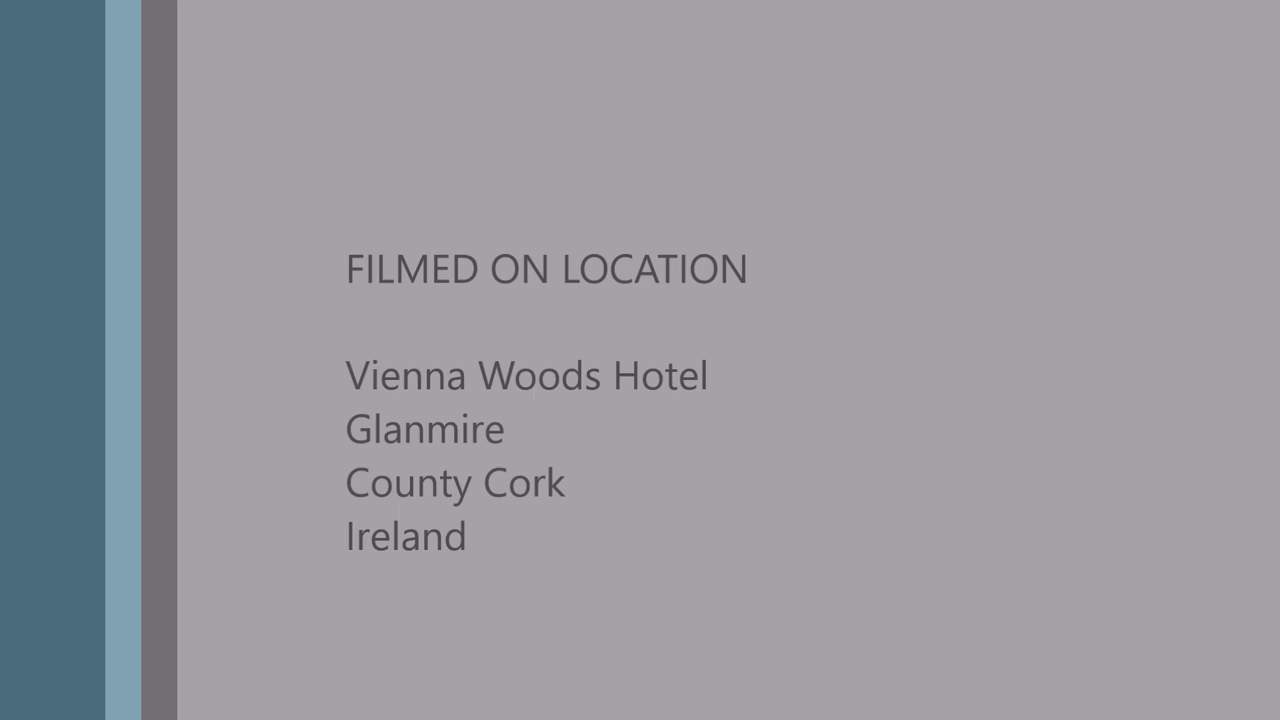 FILMED ON LOCATION
Vienna Woods Hotel
Glanmire
County Cork
Ireland